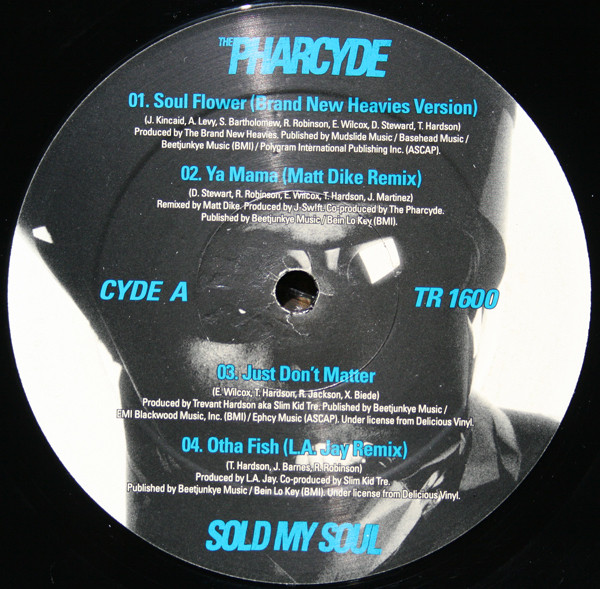 THE PHARCYDE
01. Soul Flower (Brand New Heavies Version)
(J. Kincaid, A. Levy, S. Bartholomew, R. Robinson, E. Wilcox, D. Steward, T. Hardson)
Produced by The Brand New Heavies. Published by Mudslide Music / Basehead Music /
Beetjunkye Music (BMI) / Polygram International Publishing Inc. (ASCAP).
02. Ya Mama (Matt Dike Remix)
(D. Stewart, R. Robinson, E. Wilcox, T. Hardson, J. Martinez)
Remixed by Matt Dike. Produced by J-Swift. Co-produced by The Pharcyde.
Published by Beetjunkye Music / Bein Lo Key (BMI).
CYDE A
TR 1600
03. Just Don't Matter
(E. Wilcox, T. Hardson, R. Jackson, X. Biede)
Produced by Trevant Hardson aka Slim Kid Tre. Published by Beetjunkye Music /
EMI Blackwood Music, Inc. (BMI) / Ephcy Music (ASCAP). Under license from Delicious Vinyl.
04. Otha Fish (L.A. Jay Remix)
(T. Hardson, J. Barnes, R. Robinson)
Produced by L.A. Jay. Co-produced by Slim Kid Tre.
Published by Beetjunkye Music / Bein Lo Key (BMI). Under license from Delicious Vinyl.
SOLD MY SOUL